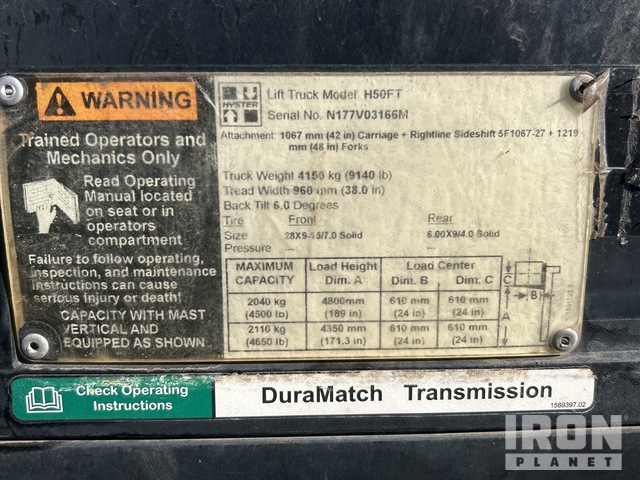 WARNING
Trained Operators and
Mechanics Only
Read Operating
Manual located
on seat or in
operators
compartment
Failure to follow operating,
inspection, and maintenance
instructions can cause
serious injury or death!
CAPACITY WITH MAST
VERTICAL AND
EQUIPPED AS SHOWN
HYSTER
Lift Truck Model H50FT
Serial No. N177V03166M
Attachment: 1067 mm (42 in) Carriage + Rightline Sideshift 5F1067-27 + 1219
mm (48 in) Forks
Truck Weight 4150 kg (9140 lb)
Tread Width 960 mm (38.0 in)
Back Tilt 6.0 Degrees
Tire Front Rear
Size 28X9-15/7.0 Solid 6.00X9/4.0 Solid
Pressure -- --
MAXIMUM CAPACITY Load Height Dim. A Load Center Dim. B Dim. C
2040 kg 4800mm 610 mm 610 mm
(4500 lb) (189 in) (24 in) (24 in)
2110 kg 4350 mm 610 mm 610 mm
(4650 lb) (171.3 in) (24 in) (24 in)
C
B
A
Check Operating
Instructions
DuraMatch Transmission
1589397.02
IRON
PLANET